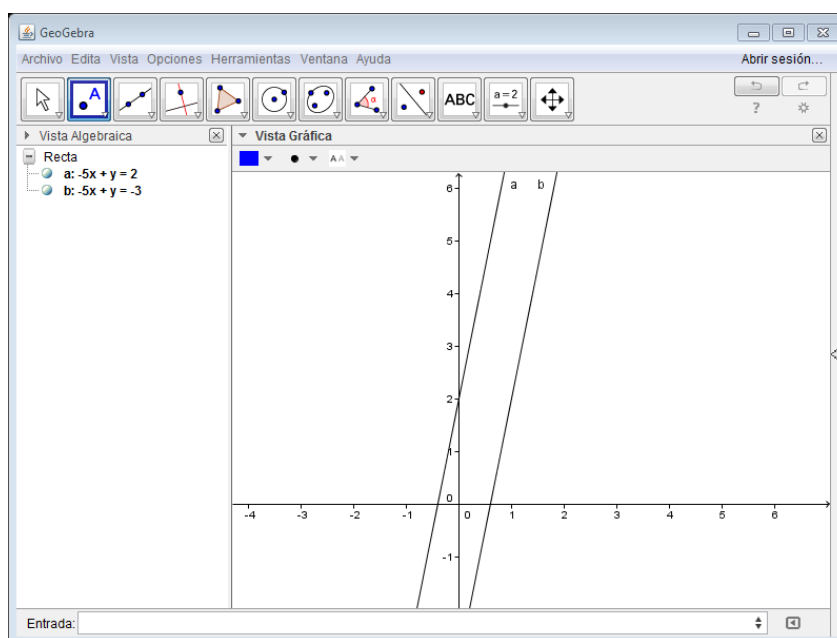 GeoGebra
Archivo Edita Vista Opciones Herramientas Ventana Ayuda
Abrir sesión...
A
α
ABC
a = 2
?
Vista Algebraica
Vista Gráfica
A A
Recta
a: -5x + y = 2
b: -5x + y = -3
a b
6
5
4
3
2
1
0
-4 -3 -2 -1 0 1 2 3 4 5 6
-1
Entrada: